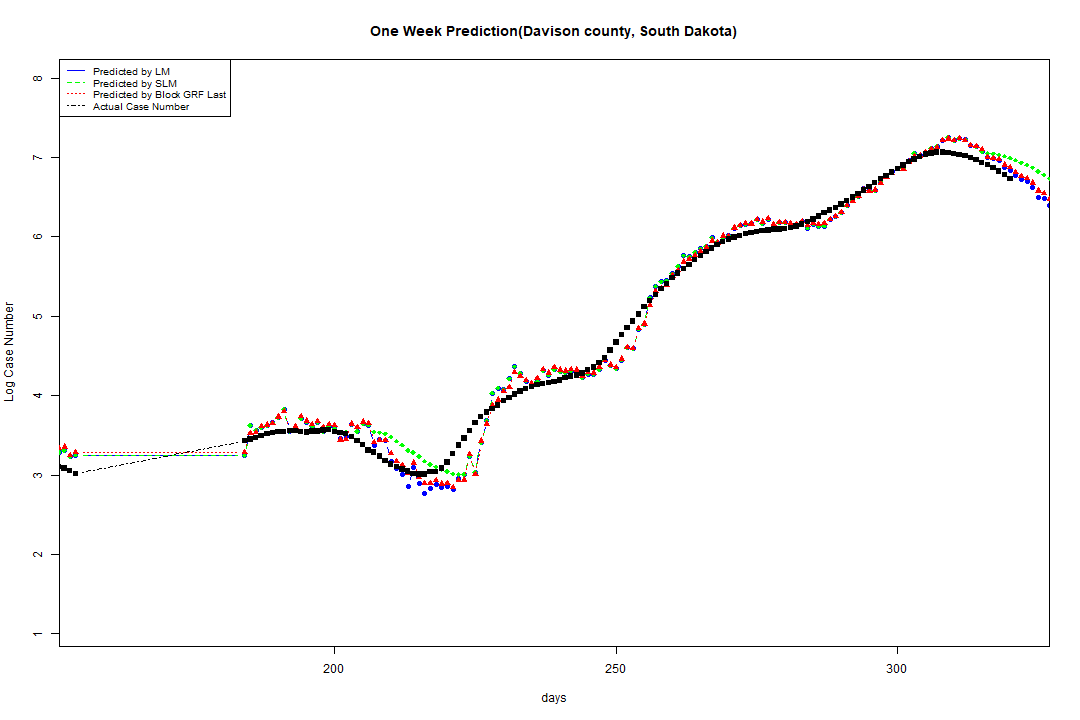 One Week Prediction(Davison county, South Dakota)
Predicted by LM
Predicted by SLM
Predicted by Block GRF Last
Actual Case Number
8
7
6
5
4
3
2
1
Log Case Number
200
250
300
days